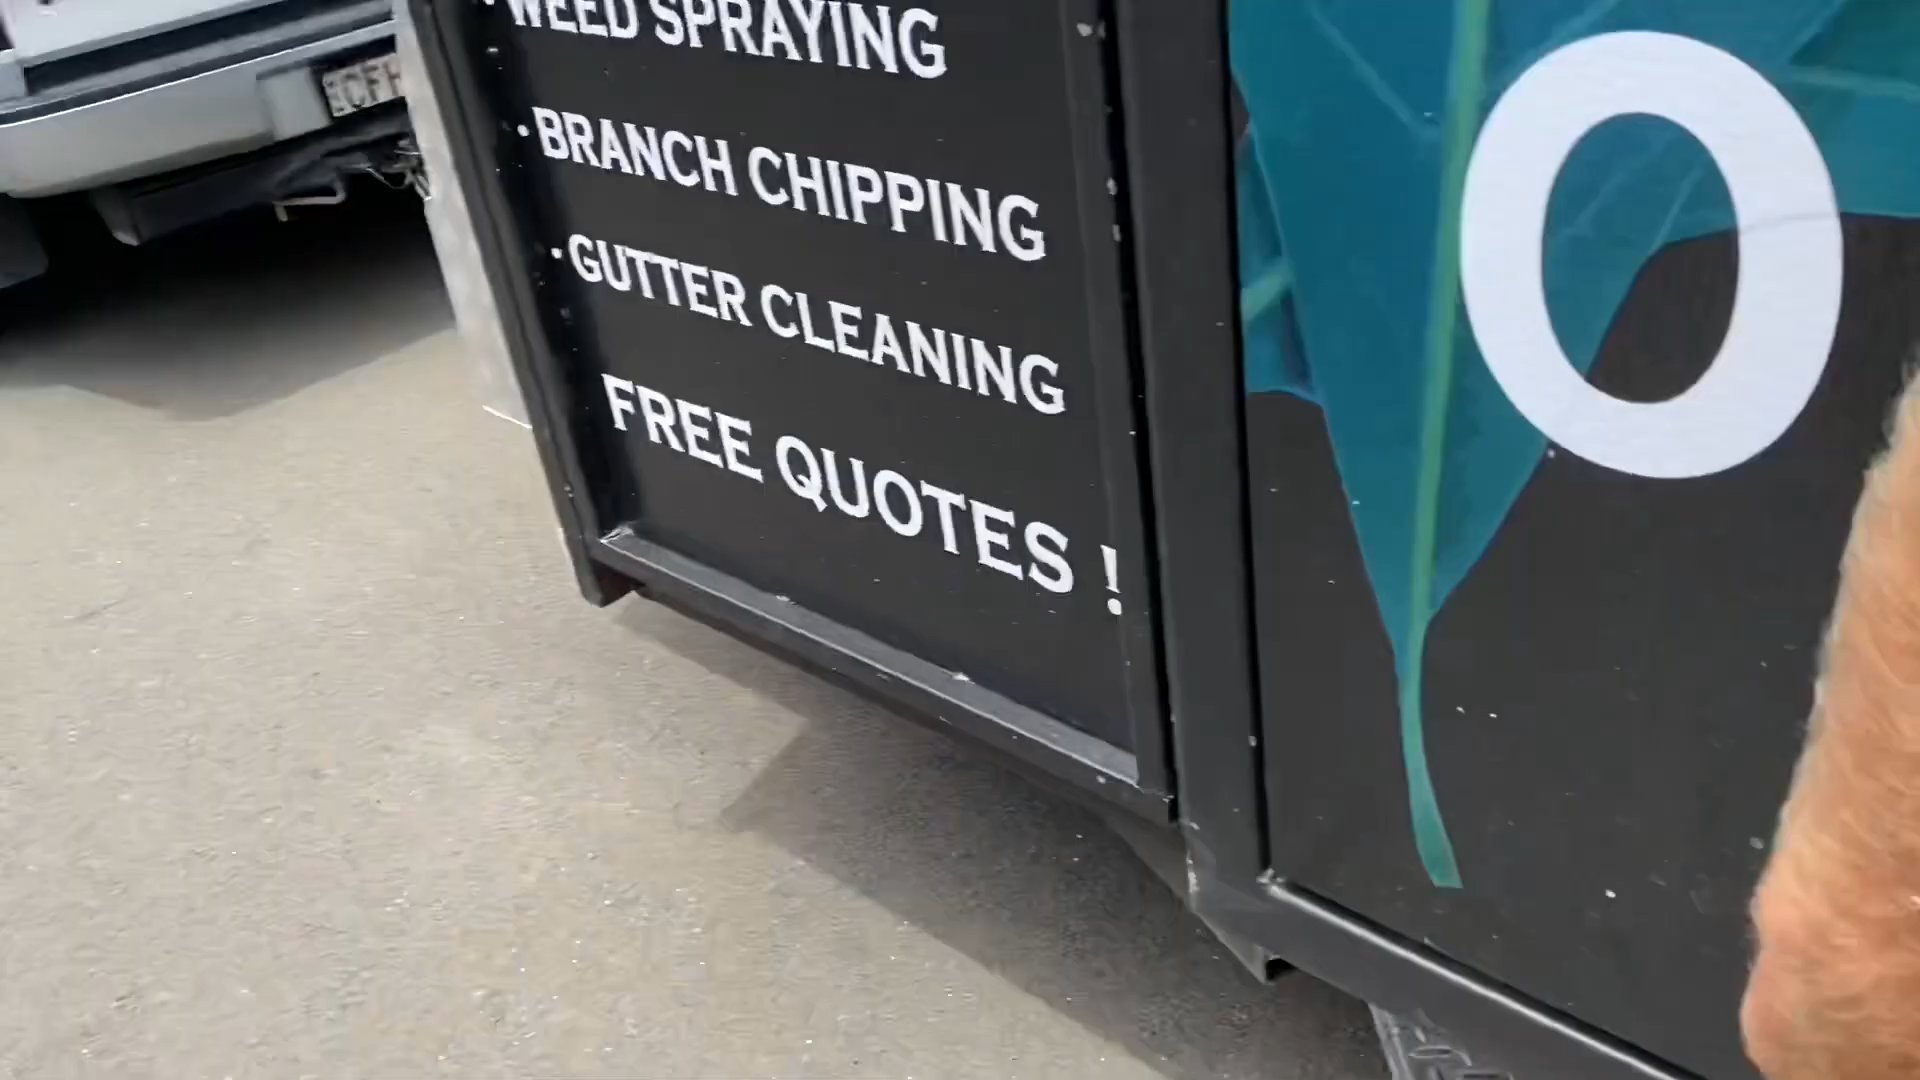 WEED SPRAYING
• BRANCH CHIPPING
• GUTTER CLEANING
FREE QUOTES !
O